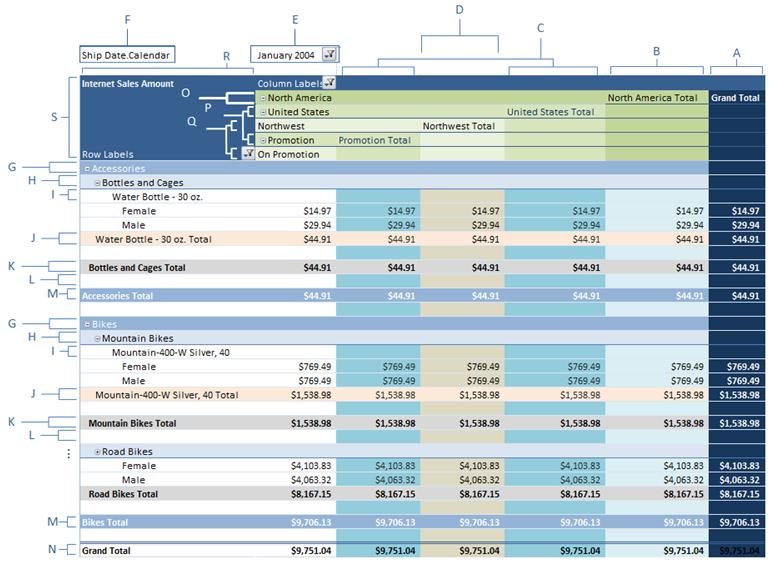 F E D C B A
Ship Date.Calendar January 2004
R
Internet Sales Amount Column Labels
O North America North America Total Grand Total
P United States United States Total
S Q Northwest Northwest Total
Promotion Promotion Total
Row Labels On Promotion
G Accessories
H Bottles and Cages
I Water Bottle - 30 oz.
Female $14.97 $14.97 $14.97 $14.97 $14.97 $14.97
Male $29.94 $29.94 $29.94 $29.94 $29.94 $29.94
J Water Bottle - 30 oz. Total $44.91 $44.91 $44.91 $44.91 $44.91 $44.91
K Bottles and Cages Total $44.91 $44.91 $44.91 $44.91 $44.91 $44.91
L
M Accessories Total $44.91 $44.91 $44.91 $44.91 $44.91 $44.91
G Bikes
H Mountain Bikes
I Mountain-400-W Silver, 40
Female $769.49 $769.49 $769.49 $769.49 $769.49 $769.49
Male $769.49 $769.49 $769.49 $769.49 $769.49 $769.49
J Mountain-400-W Silver, 40 Total $1,538.98 $1,538.98 $1,538.98 $1,538.98 $1,538.98 $1,538.98
K Mountain Bikes Total $1,538.98 $1,538.98 $1,538.98 $1,538.98 $1,538.98 $1,538.98
L
Road Bikes
Female $4,103.83 $4,103.83 $4,103.83 $4,103.83 $4,103.83 $4,103.83
Male $4,063.32 $4,063.32 $4,063.32 $4,063.32 $4,063.32 $4,063.32
Road Bikes Total $8,167.15 $8,167.15 $8,167.15 $8,167.15 $8,167.15 $8,167.15
M Bikes Total $9,706.13 $9,706.13 $9,706.13 $9,706.13 $9,706.13 $9,706.13
N Grand Total $9,751.04 $9,751.04 $9,751.04 $9,751.04 $9,751.04 $9,751.04